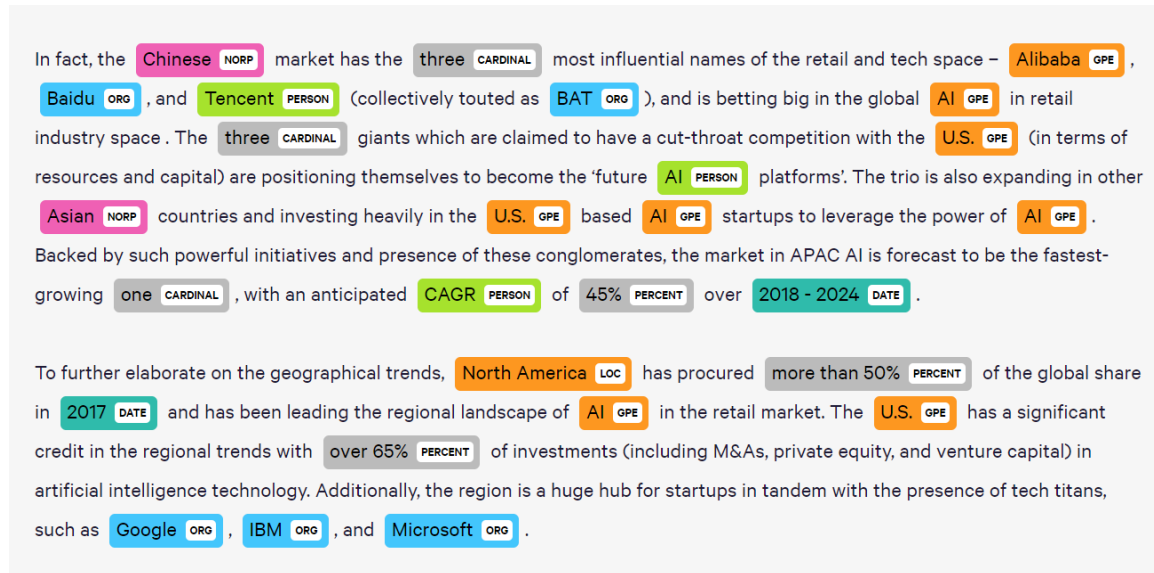 In fact, the Chinese NORP market has the three CARDINAL most influential names of the retail and tech space – Alibaba GPE ,
Baidu ORG , and Tencent PERSON (collectively touted as BAT ORG ), and is betting big in the global AI GPE in retail
industry space . The three CARDINAL giants which are claimed to have a cut-throat competition with the U.S. GPE (in terms of
resources and capital) are positioning themselves to become the ‘future AI PERSON platforms’. The trio is also expanding in other
Asian NORP countries and investing heavily in the U.S. GPE based AI GPE startups to leverage the power of AI GPE .
Backed by such powerful initiatives and presence of these conglomerates, the market in APAC AI is forecast to be the fastest-
growing one CARDINAL , with an anticipated CAGR PERSON of 45% PERCENT over 2018 - 2024 DATE .
To further elaborate on the geographical trends, North America LOC has procured more than 50% PERCENT of the global share
in 2017 DATE and has been leading the regional landscape of AI GPE in the retail market. The U.S. GPE has a significant
credit in the regional trends with over 65% PERCENT of investments (including M&As, private equity, and venture capital) in
artificial intelligence technology. Additionally, the region is a huge hub for startups in tandem with the presence of tech titans,
such as Google ORG , IBM ORG , and Microsoft ORG .